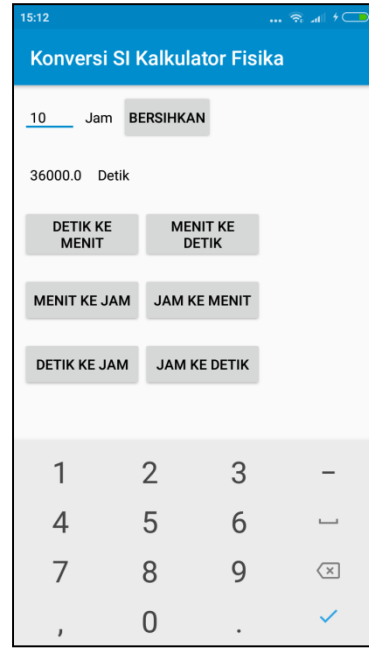 15:12
Konversi SI Kalkulator Fisika
10 Jam BERSIHKAN
36000.0 Detik
DETIK KE MENIT
MENIT KE DETIK
MENIT KE JAM JAM KE MENIT
DETIK KE JAM JAM KE DETIK
1 2 3 –
4 5 6
7 8 9
, 0 .